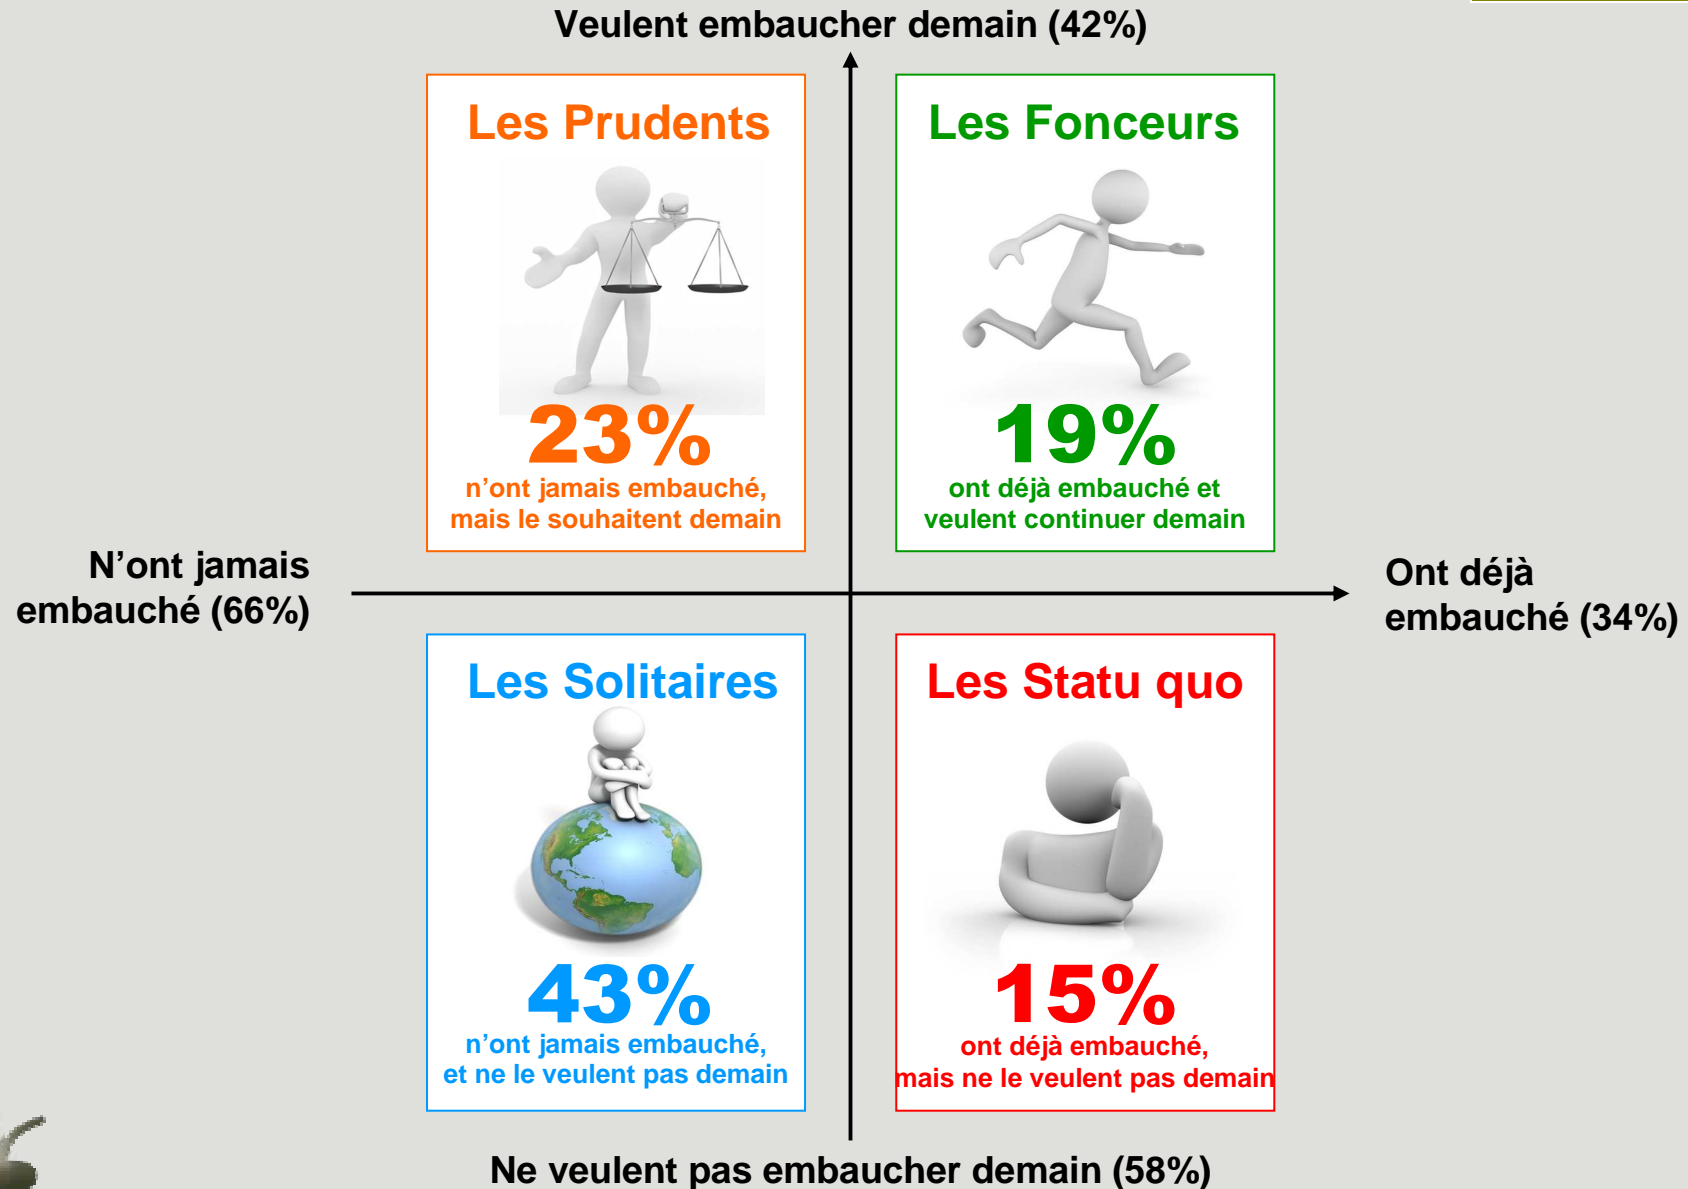 Veulent embaucher demain (42%)
Les Prudents
23%
n’ont jamais embauché,
mais le souhaitent demain
Les Fonceurs
19%
ont déjà embauché et
veulent continuer demain
N’ont jamais
embauché (66%)
Ont déjà
embauché (34%)
Les Solitaires
43%
n’ont jamais embauché,
et ne le veulent pas demain
Les Statu quo
15%
ont déjà embauché,
mais ne le veulent pas demain
Ne veulent pas embaucher demain (58%)